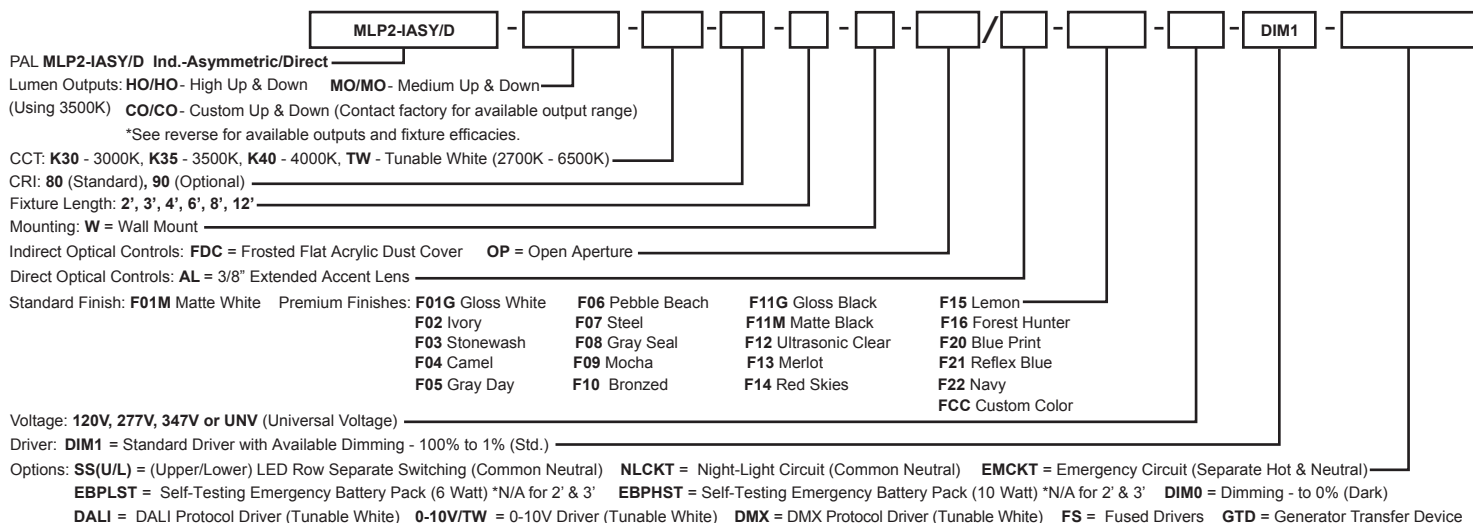 MLP2-IASY/D - - - - - - / - - - DIM1 -
PAL MLP2-IASY/D Ind.-Asymmetric/Direct
Lumen Outputs: HO/HO- High Up & Down MO/MO- Medium Up & Down
(Using 3500K) CO/CO- Custom Up & Down (Contact factory for available output range)
*See reverse for available outputs and fixture efficacies.
CCT: K30 - 3000K, K35 - 3500K, K40 - 4000K, TW - Tunable White (2700K - 6500K)
CRI: 80 (Standard), 90 (Optional)
Fixture Length: 2’, 3’, 4’, 6’, 8’, 12’
Mounting: W = Wall Mount
Indirect Optical Controls: FDC = Frosted Flat Acrylic Dust Cover OP = Open Aperture
Direct Optical Controls: AL = 3/8” Extended Accent Lens
Standard Finish: F01M Matte White Premium Finishes: F01G Gloss White F06 Pebble Beach F11G Gloss Black F15 Lemon
F02 Ivory F07 Steel F11M Matte Black F16 Forest Hunter
F03 Stonewash F08 Gray Seal F12 Ultrasonic Clear F20 Blue Print
F04 Camel F09 Mocha F13 Merlot F21 Reflex Blue
F05 Gray Day F10 Bronzed F14 Red Skies F22 Navy
FCC Custom Color
Voltage: 120V, 277V, 347V or UNV (Universal Voltage)
Driver: DIM1 = Standard Driver with Available Dimming - 100% to 1% (Std.)
Options: SS(U/L) = (Upper/Lower) LED Row Separate Switching (Common Neutral) NLCKT = Night-Light Circuit (Common Neutral) EMCKT = Emergency Circuit (Separate Hot & Neutral)
EBPLST = Self-Testing Emergency Battery Pack (6 Watt) *N/A for 2’ & 3’ EBPHST = Self-Testing Emergency Battery Pack (10 Watt) *N/A for 2’ & 3’ DIM0 = Dimming - to 0% (Dark)
DALI = DALI Protocol Driver (Tunable White) 0-10V/TW = 0-10V Driver (Tunable White) DMX = DMX Protocol Driver (Tunable White) FS = Fused Drivers GTD = Generator Transfer Device